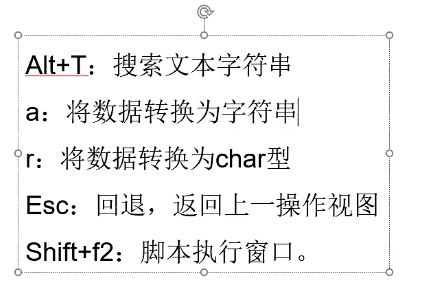 Alt+T：搜索文本字符串
a：将数据转换为字符串
r：将数据转换为char型
Esc：回退，返回上一操作视图
Shift+f2：脚本执行窗口。